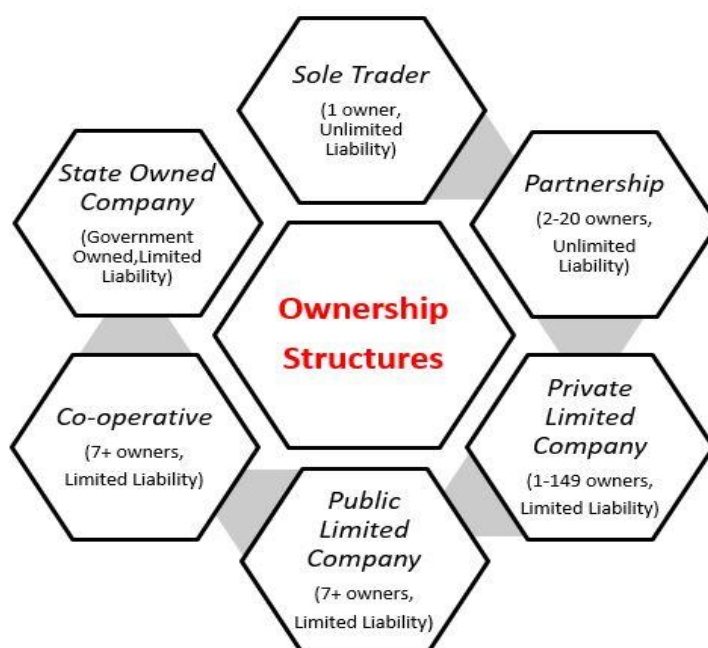 Sole Trader
(1 owner,
Unlimited
Liability)
State Owned
Company
(Government
Owned,Limited
Liability)
Partnership
(2-20 owners,
Unlimited
Liability)
Ownership
Structures
Co-operative
(7+ owners,
Limited Liability)
Private
Limited
Company
(1-149 owners,
Limited Liability)
Public
Limited
Company
(7+ owners,
Limited Liability)